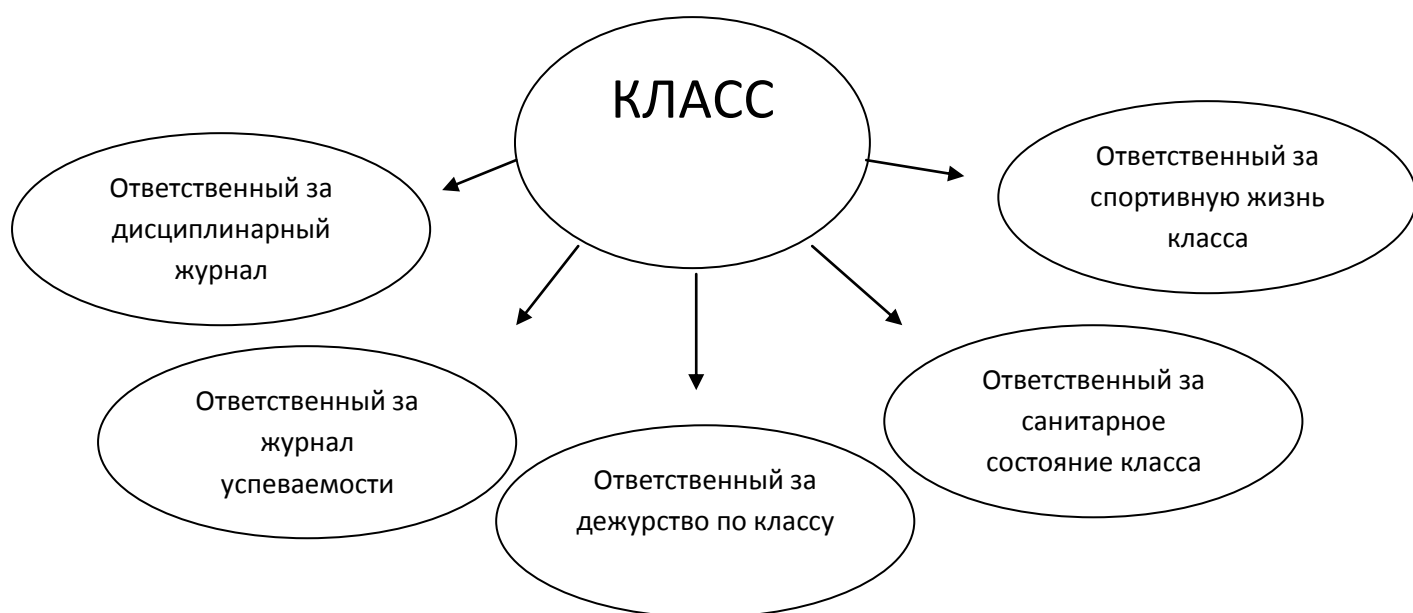 КЛАСС
Ответственный за
дисциплинарный
журнал
Ответственный за
спортивную жизнь
класса
Ответственный за
журнал
успеваемости
Ответственный за
дежурство по классу
Ответственный за
санитарное
состояние класса